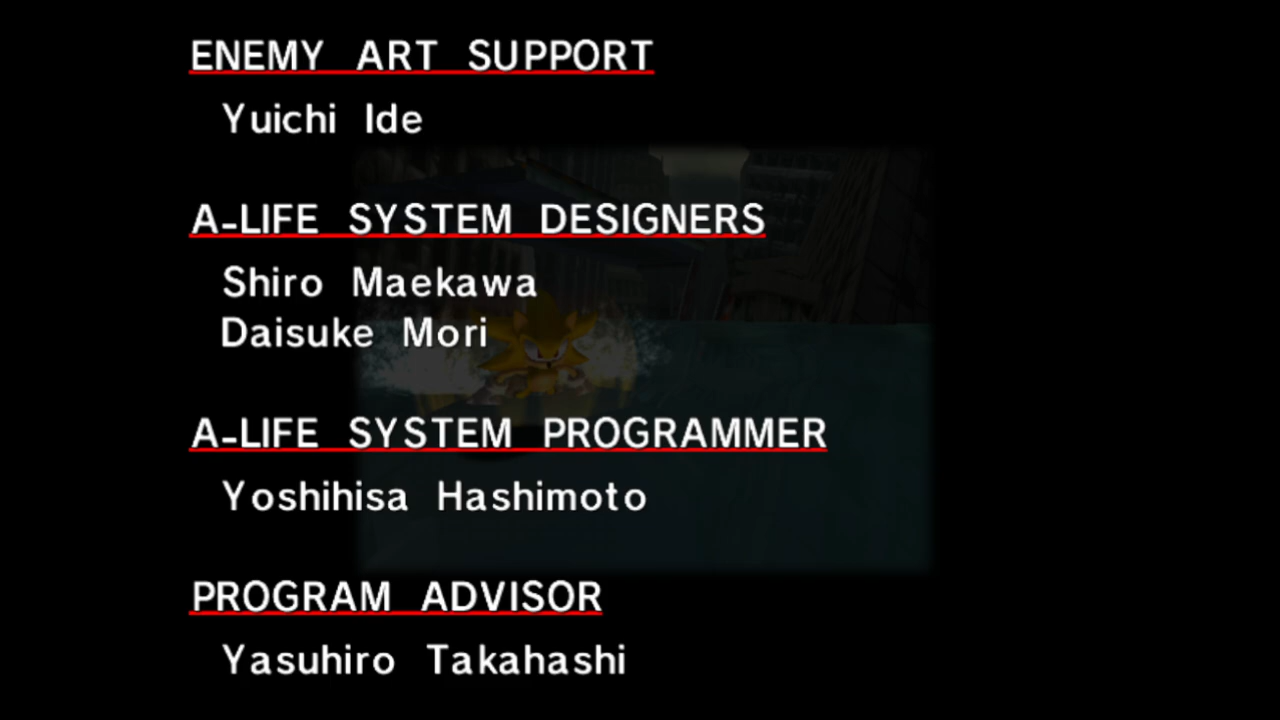 ENEMY ART SUPPORT
Yuichi Ide
A-LIFE SYSTEM DESIGNERS
Shiro Maekawa
Daisuke Mori
A-LIFE SYSTEM PROGRAMMER
Yoshihisa Hashimoto
PROGRAM ADVISOR
Yasuhiro Takahashi